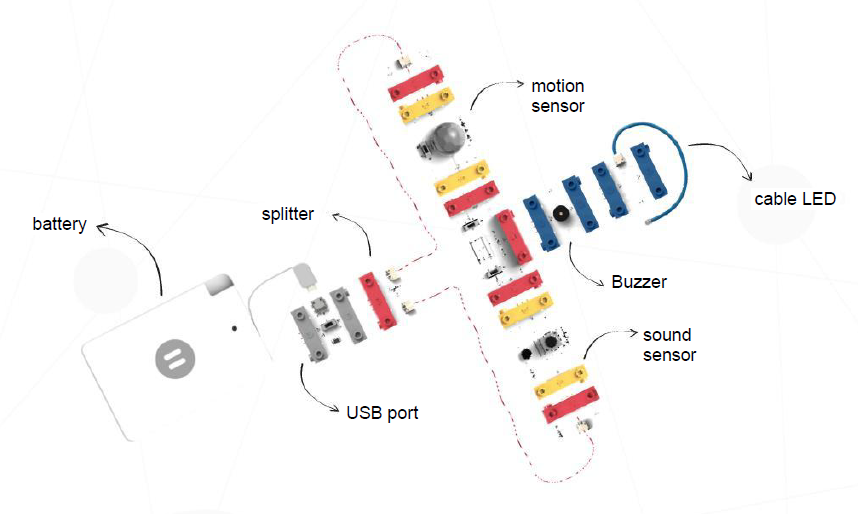 motion
sensor
cable LED
splitter
battery
Buzzer
sound
sensor
USB port